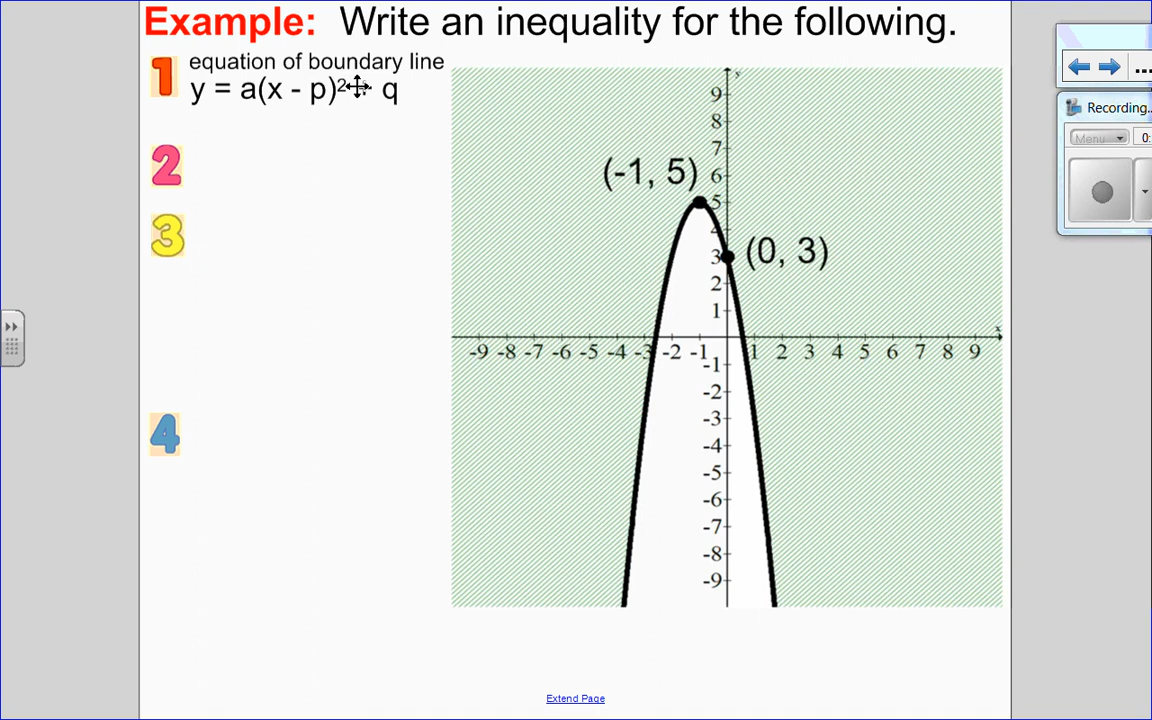 Example: Write an inequality for the following.
1 equation of boundary line
y = a(x - p)² + q
2
3
4
y
9
8
7
(-1, 5) 6
5
4
3 (0, 3)
2
1
x
-9 -8 -7 -6 -5 -4 -3 -2 -1 1 2 3 4 5 6 7 8 9
-1
-2
-3
-4
-5
-6
-7
-8
-9
Extend Page
...
Recording...
Menu 0: